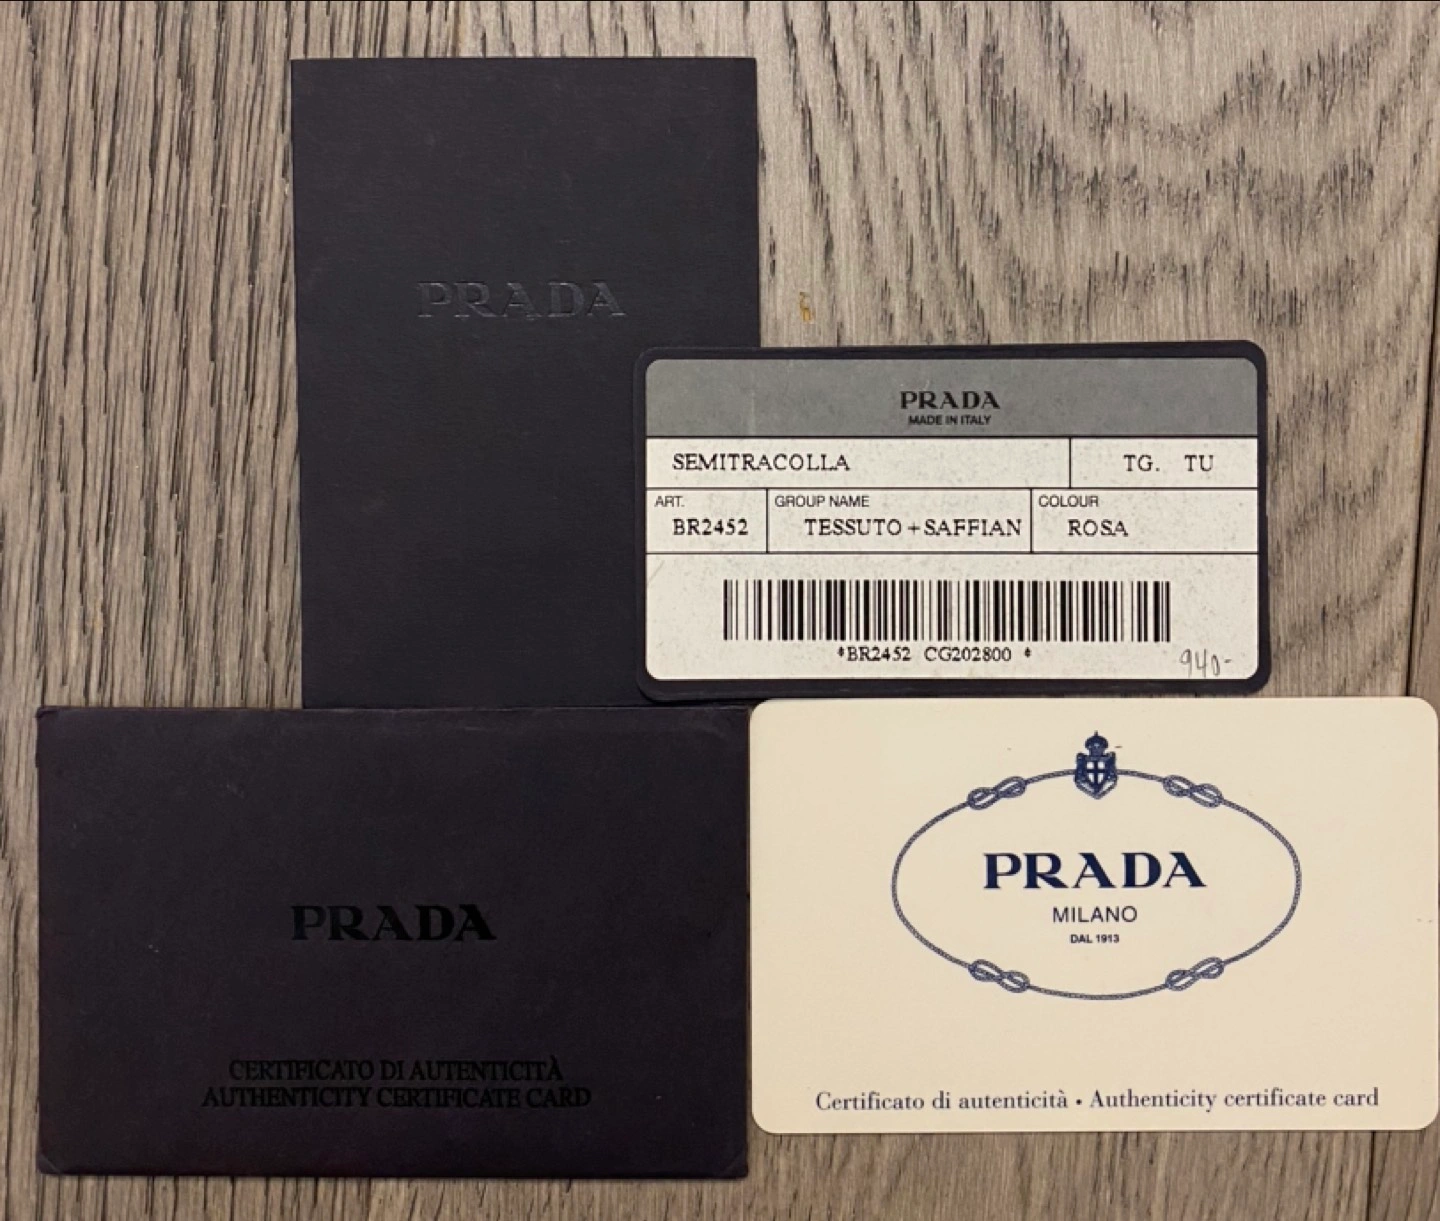 PRADA
PRADA
MADE IN ITALY
SEMITRACOLLA TG. TU
ART. GROUP NAME COLOUR
BR2452 TESSUTO+SAFFIAN ROSA
*BR2452 CG202800 *
940-
PRADA
CERTIFICATO DI AUTENTICITÀ
AUTHENTICITY CERTIFICATE CARD
PRADA
MILANO
DAL 1913
Certificato di autenticità • Authenticity certificate card